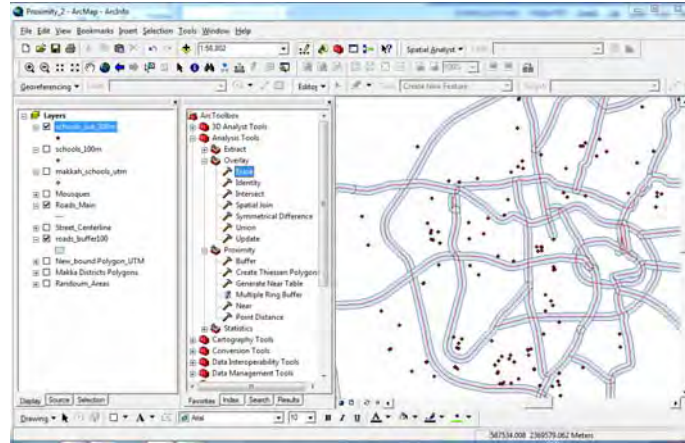 Proximity_2 - ArcMap - ArcInfo
File Edit View Bookmarks Insert Selection Tools Window Help
1:50,802
Spatial Analyst
Georeferencing
Editor
Create New Feature
Layers
schools_100m
makkah_schools_utm
Mousques
Roads_Main
Street_Centerline
roads_buffer100
New_bound Polygon_UTM
Makka Districts Polygons
Randoum_Areas
Display Source Selection
ArcToolbox
3D Analyst Tools
Analysis Tools
Extract
Overlay
Erase
Identity
Intersect
Spatial Join
Symmetrical Difference
Union
Update
Proximity
Buffer
Create Thiessen Polygons
Generate Near Table
Multiple Ring Buffer
Near
Point Distance
Statistics
Cartography Tools
Conversion Tools
Data Interoperability Tools
Data Management Tools
Favorites Index Search Results
Drawing
Arial
10
B I U A
587534.008 2369579.062 Meters